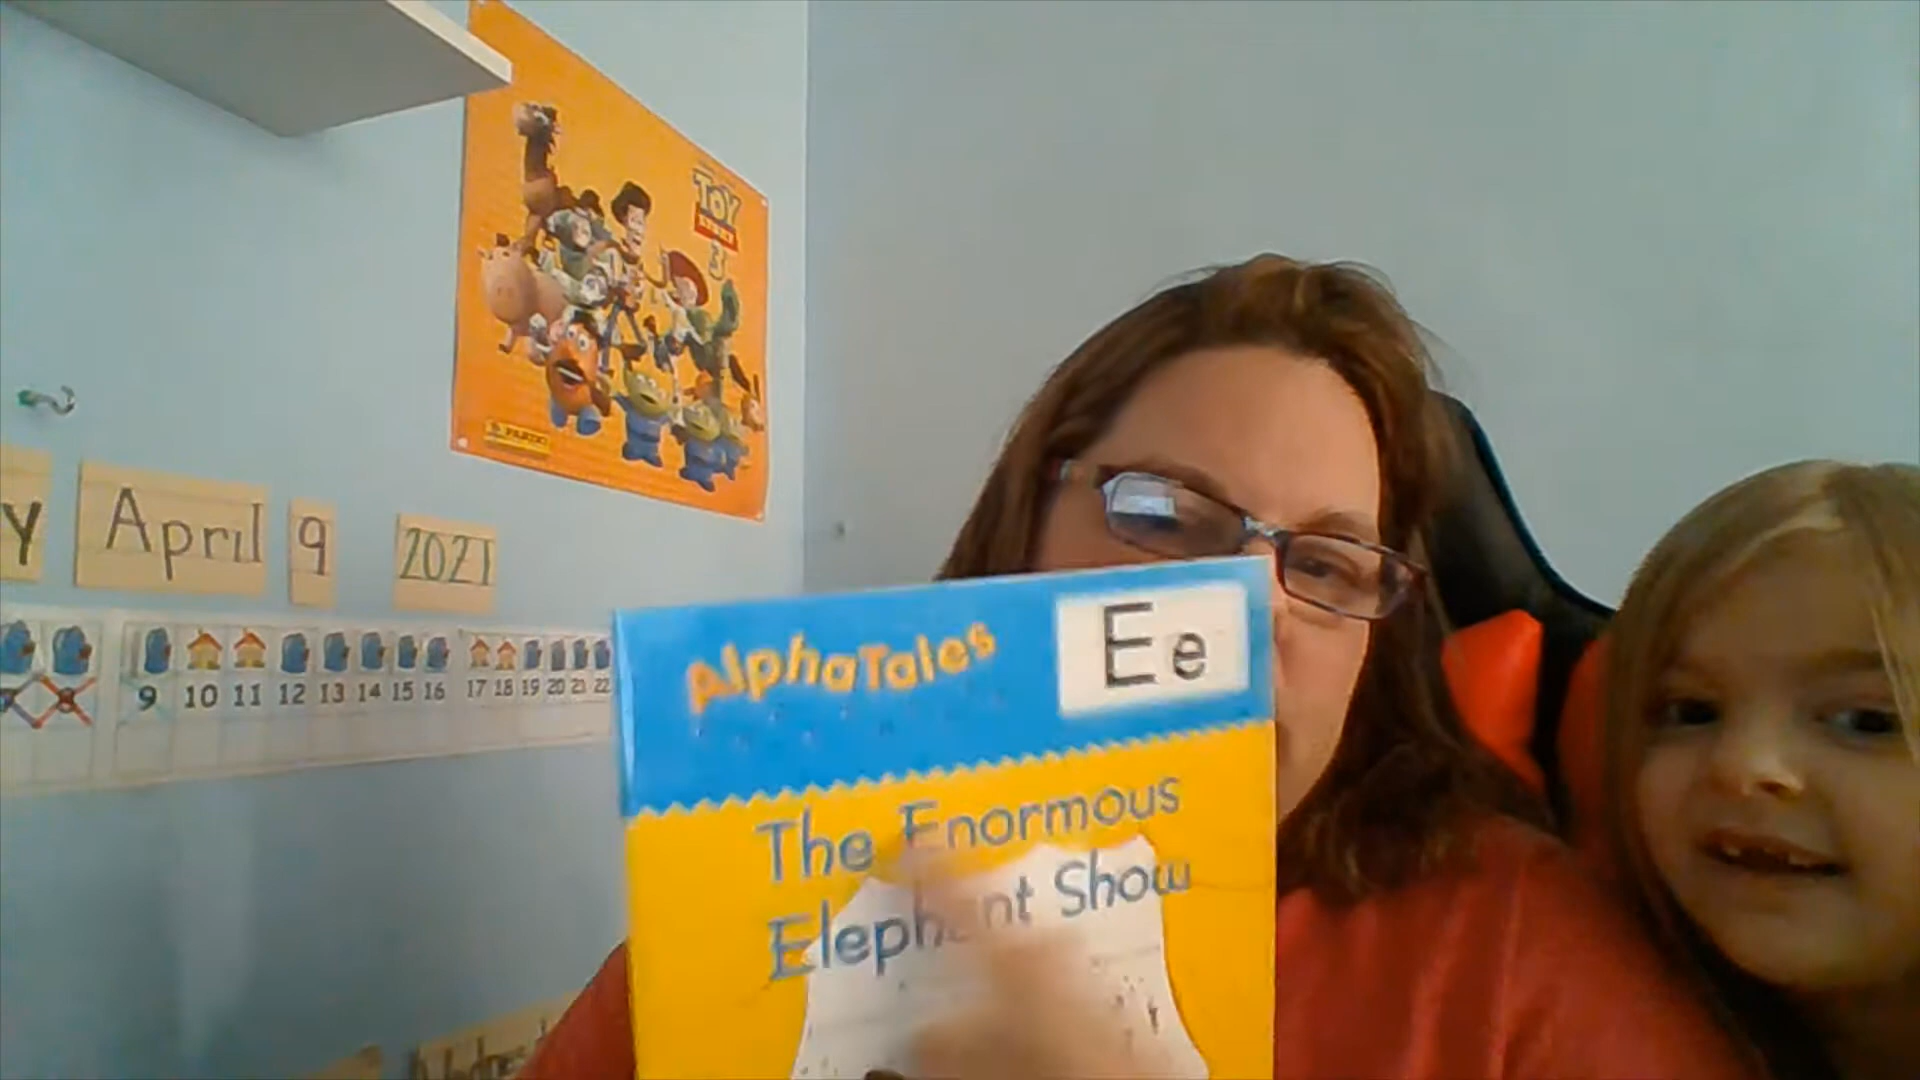 TOY
STORY
3
PANINI
y April 9 2021
8 9 10 11 12 13 14 15 16 17 18 19 20 21 22
AlphaTales
E e
The Enormous
Elephant Show